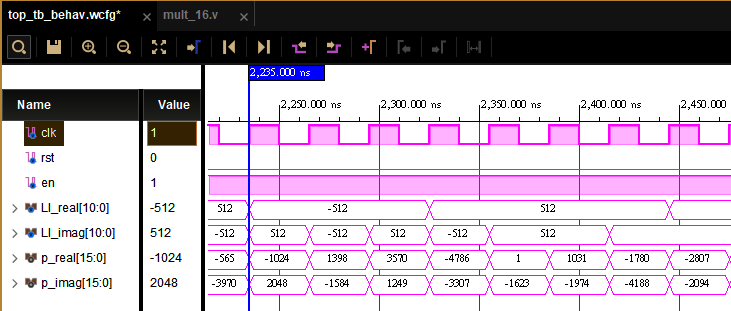 top_tb_behav.wcfg* × mult_16.v ×
2,235.000 ns
2,250.000 ns 2,300.000 ns 2,350.000 ns 2,400.000 ns 2,450.000
Name Value
clk 1
rst 0
en 1
LI_real[10:0] -512 512 -512 512
LI_imag[10:0] 512 -512 512 -512 512 -512 512
p_real[15:0] -1024 -565 -1024 1398 3570 -4786 1 1031 -1780 -2807
p_imag[15:0] 2048 -3970 2048 -1584 1249 -3307 -1623 -1974 -4188 -2094